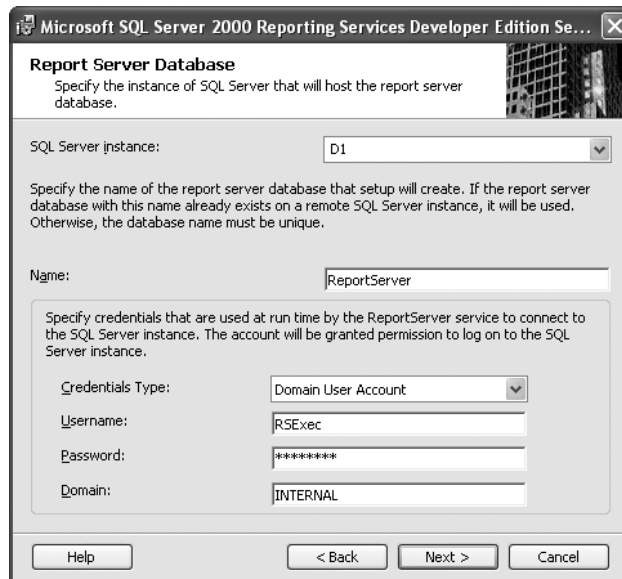 Microsoft SQL Server 2000 Reporting Services Developer Edition Se...
Report Server Database
Specify the instance of SQL Server that will host the report server
database.
SQL Server instance:
D1
Specify the name of the report server database that setup will create. If the report server
database with this name already exists on a remote SQL Server instance, it will be used.
Otherwise, the database name must be unique.
Name:
ReportServer
Specify credentials that are used at run time by the ReportServer service to connect to
the SQL Server instance. The account will be granted permission to log on to the SQL
Server instance.
Credentials Type:
Domain User Account
Username:
RSExec
Password:
********
Domain:
INTERNAL
Help
< Back
Next >
Cancel